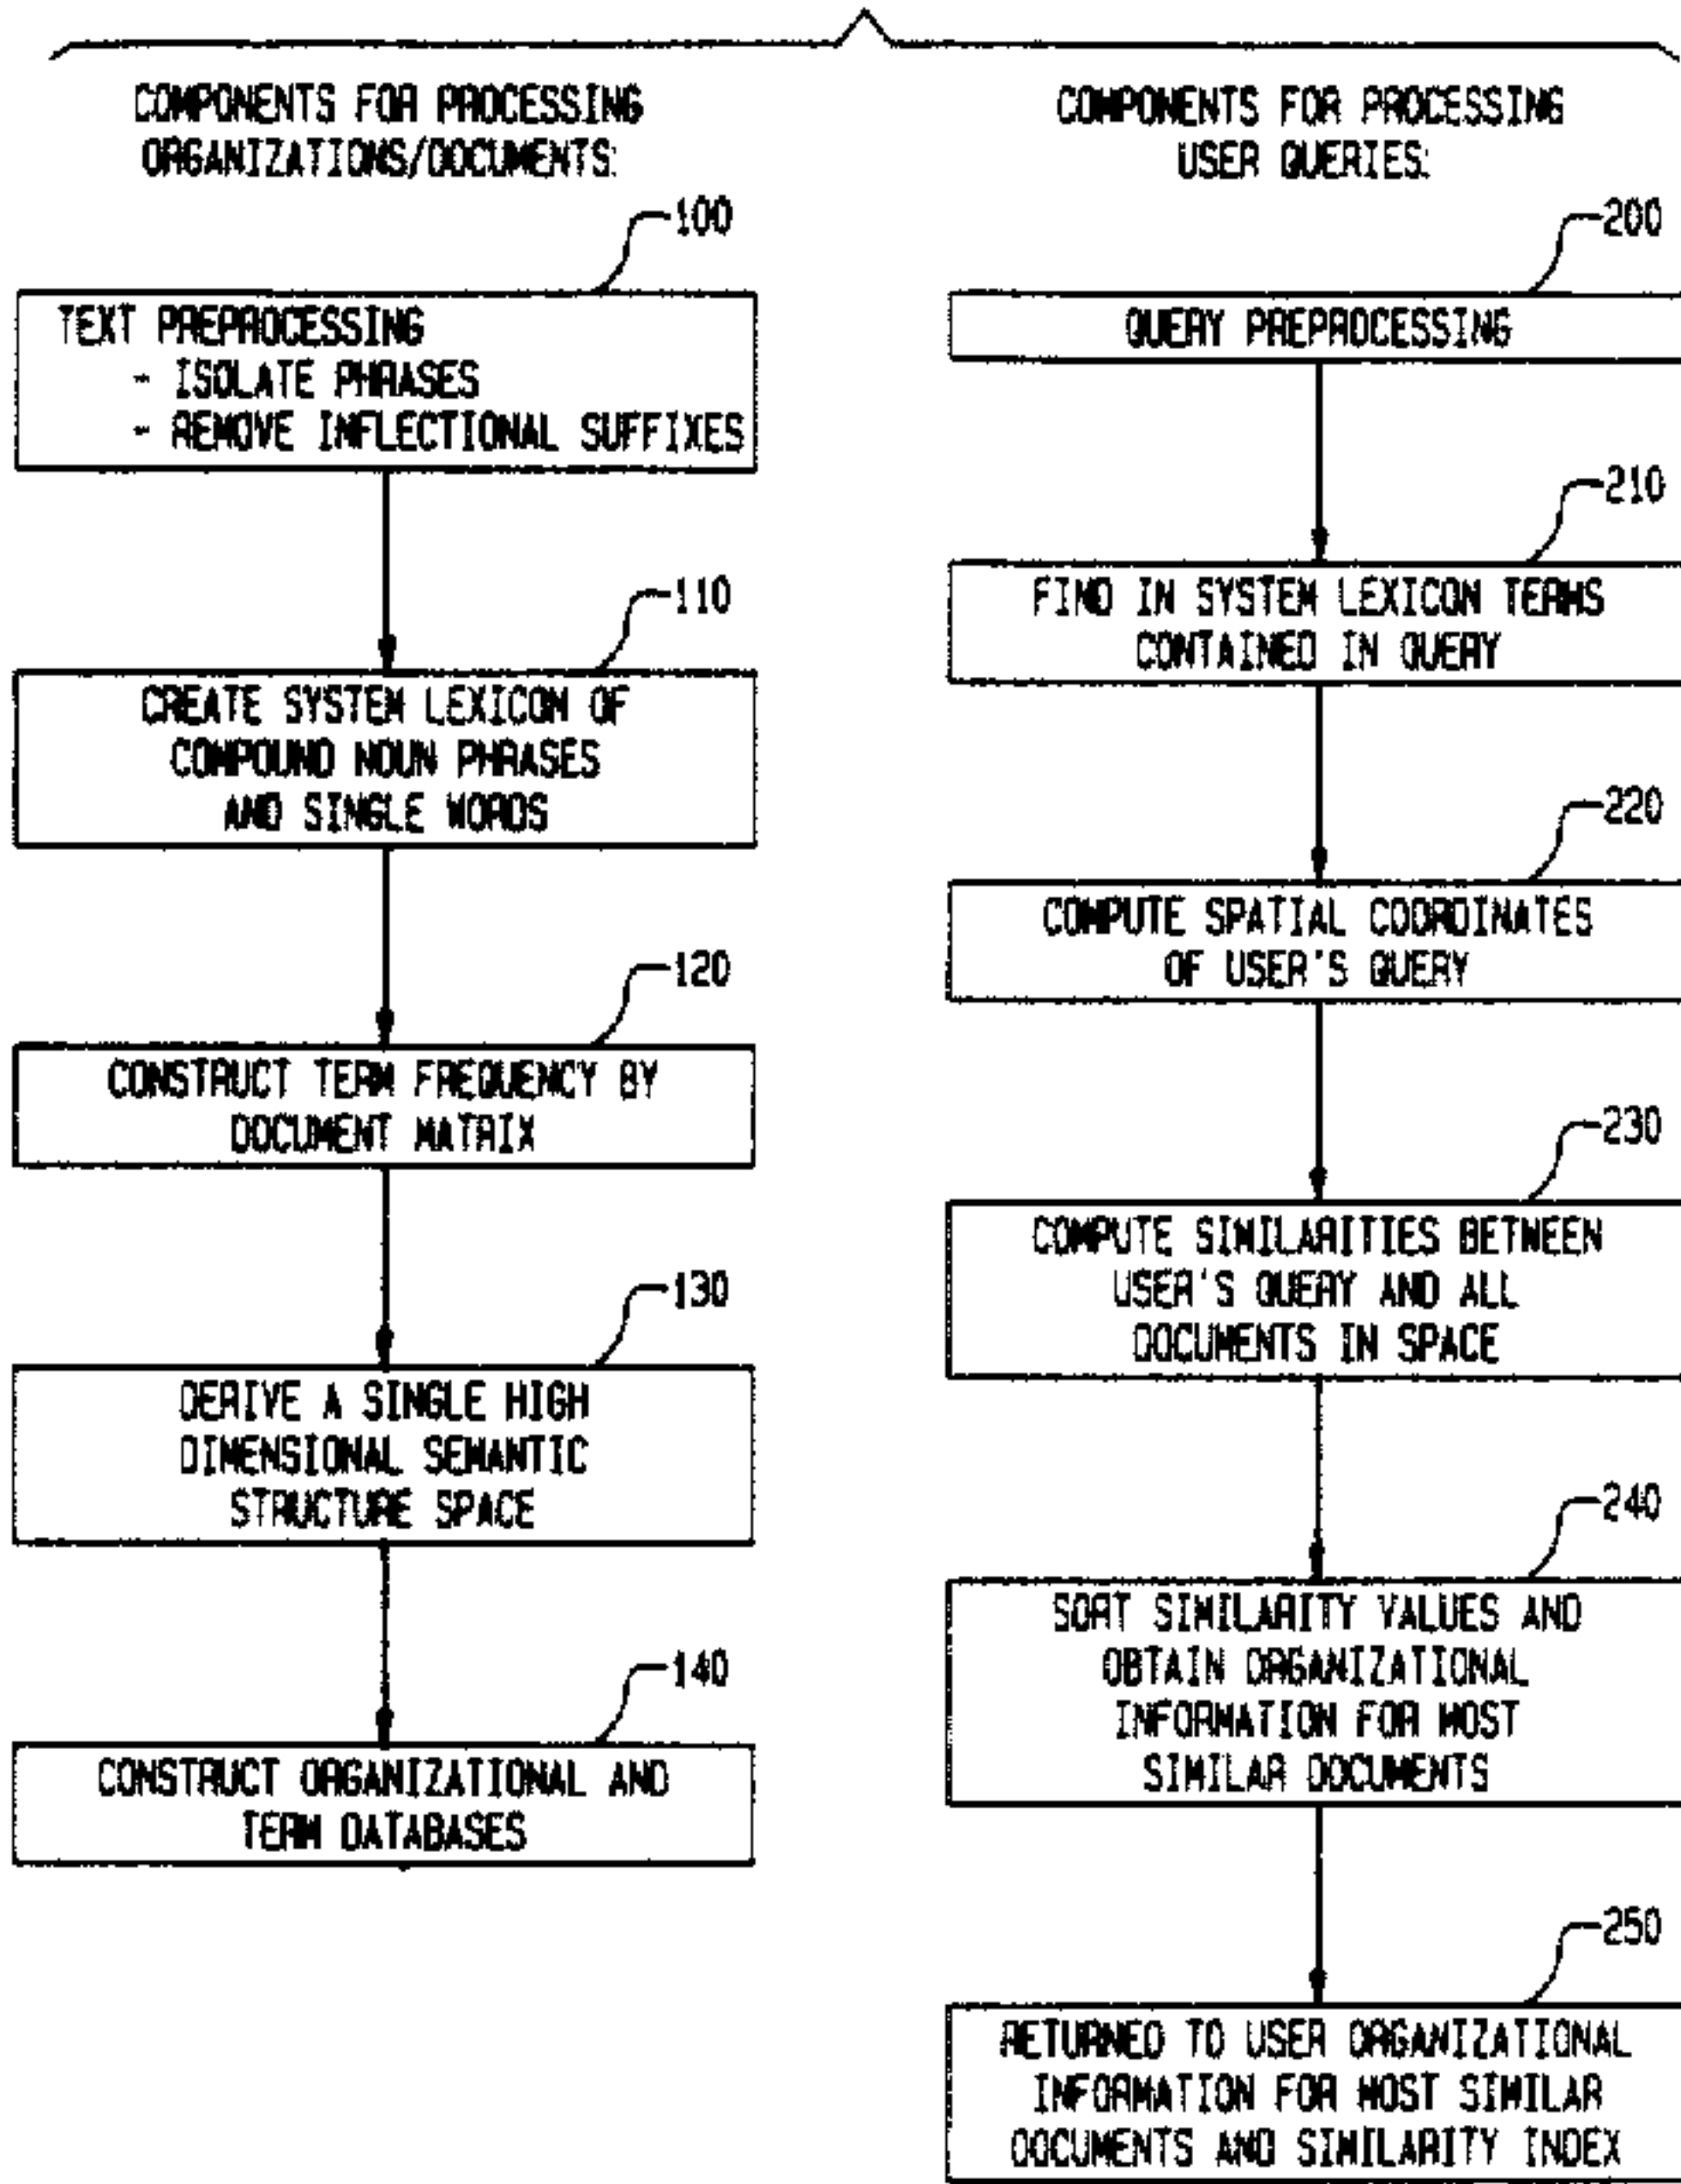 COMPONENTS FOR PROCESSING
ORGANIZATIONS/DOCUMENTS:
100
TEXT PREPROCESSING
- ISOLATE PHRASES
- REMOVE INFLECTIONAL SUFFIXES
110
CREATE SYSTEM LEXICON OF
COMPOUND NOUN PHRASES
AND SINGLE WORDS
120
CONSTRUCT TERM FREQUENCY BY
DOCUMENT MATRIX
130
DERIVE A SINGLE HIGH
DIMENSIONAL SEMANTIC
STRUCTURE SPACE
140
CONSTRUCT ORGANIZATIONAL AND
TERM DATABASES
COMPONENTS FOR PROCESSING
USER QUERIES:
200
QUERY PREPROCESSING
210
FIND IN SYSTEM LEXICON TERMS
CONTAINED IN QUERY
220
COMPUTE SPATIAL COORDINATES
OF USER'S QUERY
230
COMPUTE SIMILARITIES BETWEEN
USER'S QUERY AND ALL
DOCUMENTS IN SPACE
240
SORT SIMILARITY VALUES AND
OBTAIN ORGANIZATIONAL
INFORMATION FOR MOST
SIMILAR DOCUMENTS
250
RETURNED TO USER ORGANIZATIONAL
INFORMATION FOR MOST SIMILAR
DOCUMENTS AND SIMILARITY INDEX